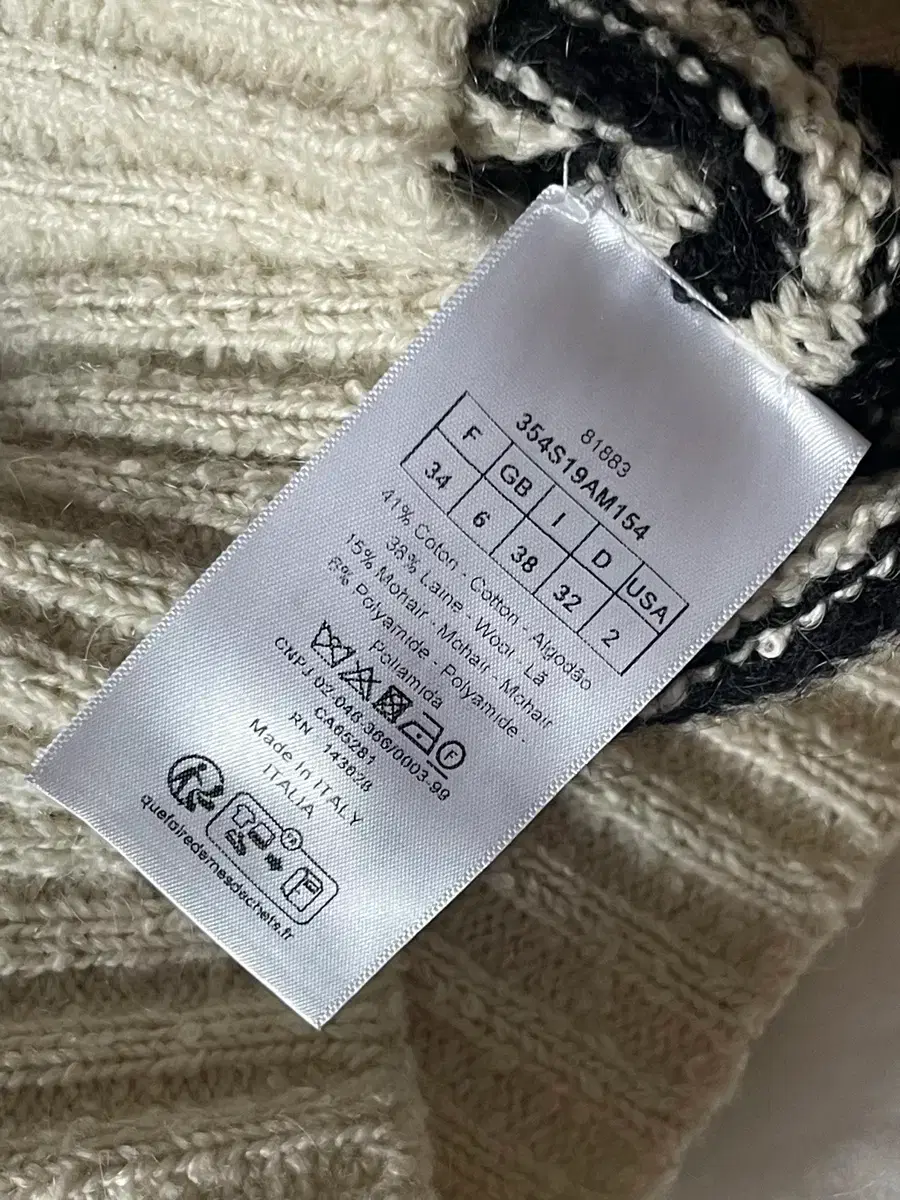 81883
354S19AM154
F GB I D USA
34 6 38 32 2
41% Coton - Cotton - Algodão
38% Laine - Wool - Lã
15% Mohair - Mohair - Mohair
6% Polyamide - Polyamide -
Poliamida
F
CNPJ 02.046.366/0003-99
CA65281
RN - 143028
Made In ITALY
ITALIA
quefairedemesdechets.fr